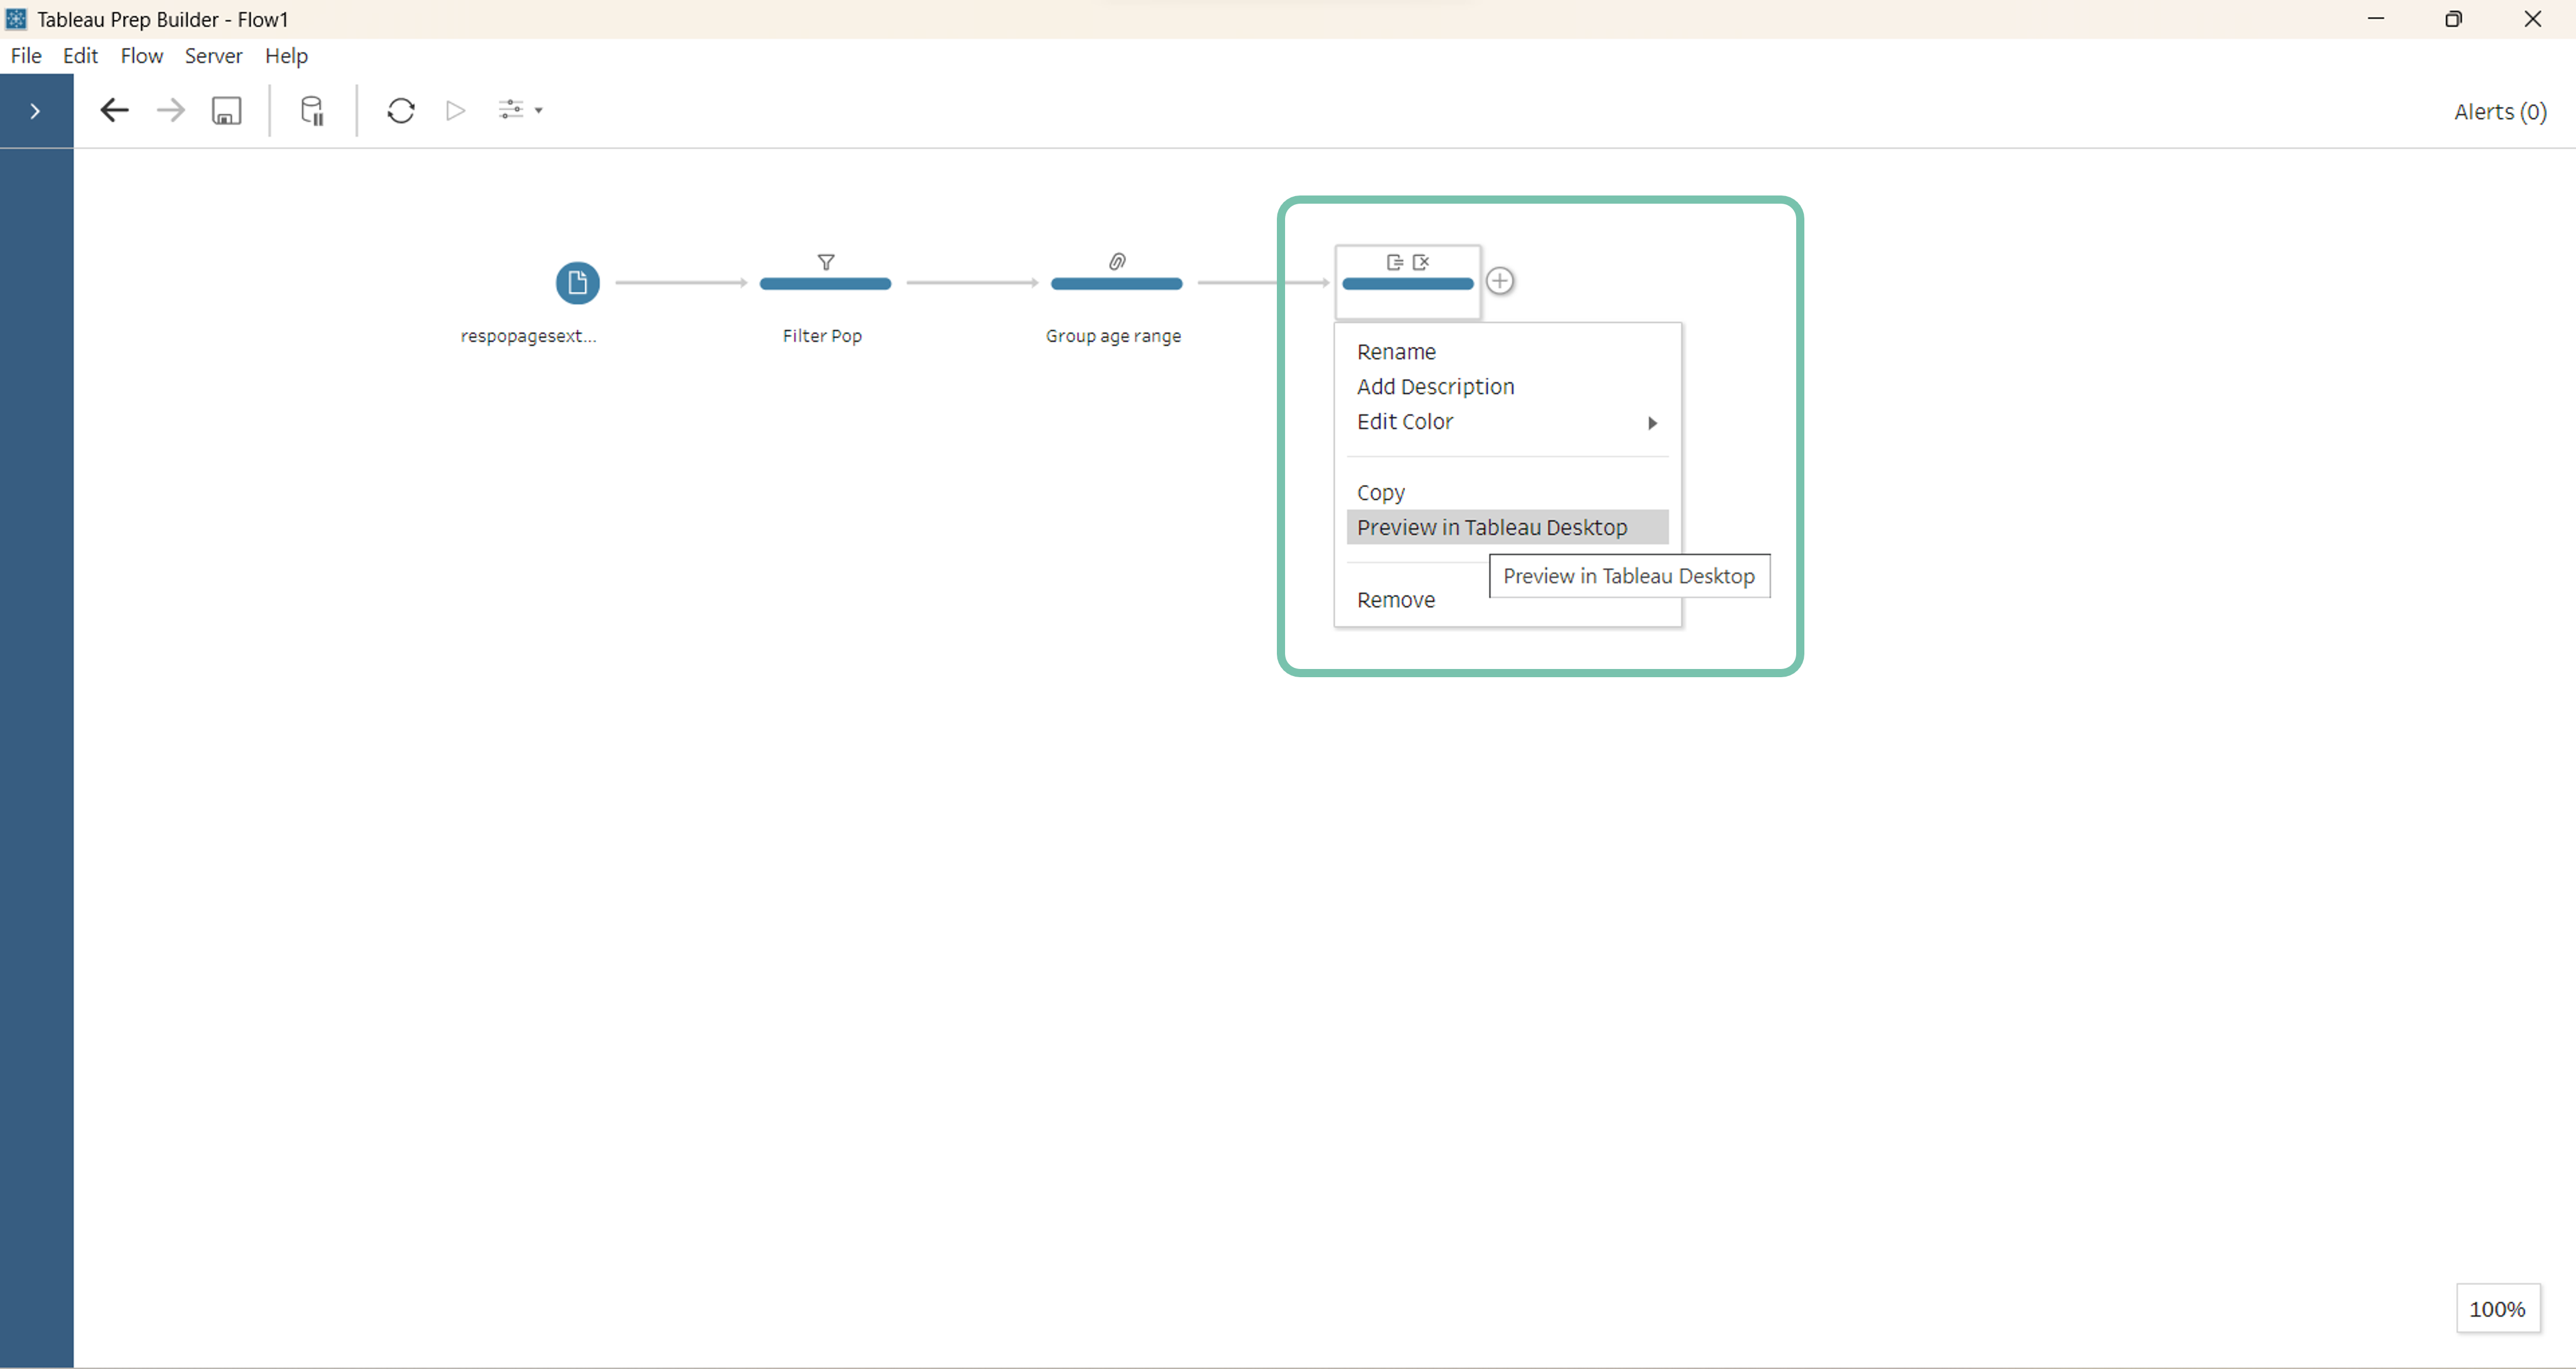 Tableau Prep Builder - Flow1
File Edit Flow Server Help
Alerts (0)
respopagesext...
Filter Pop
Group age range
Rename
Add Description
Edit Color
Copy
Preview in Tableau Desktop
Preview in Tableau Desktop
Remove
100%